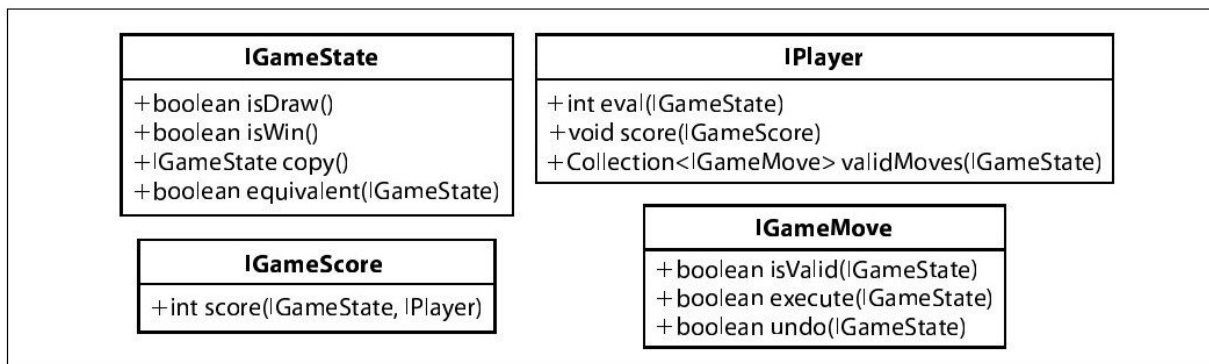 IGameState
+boolean isDraw()
+boolean isWin()
+IGameState copy()
+boolean equivalent(IGameState)
IPlayer
+int eval(IGameState)
+void score(IGameScore)
+Collection<IGameMove> validMoves(IGameState)
IGameScore
+int score(IGameState, IPlayer)
IGameMove
+boolean isValid(IGameState)
+boolean execute(IGameState)
+boolean undo(IGameState)